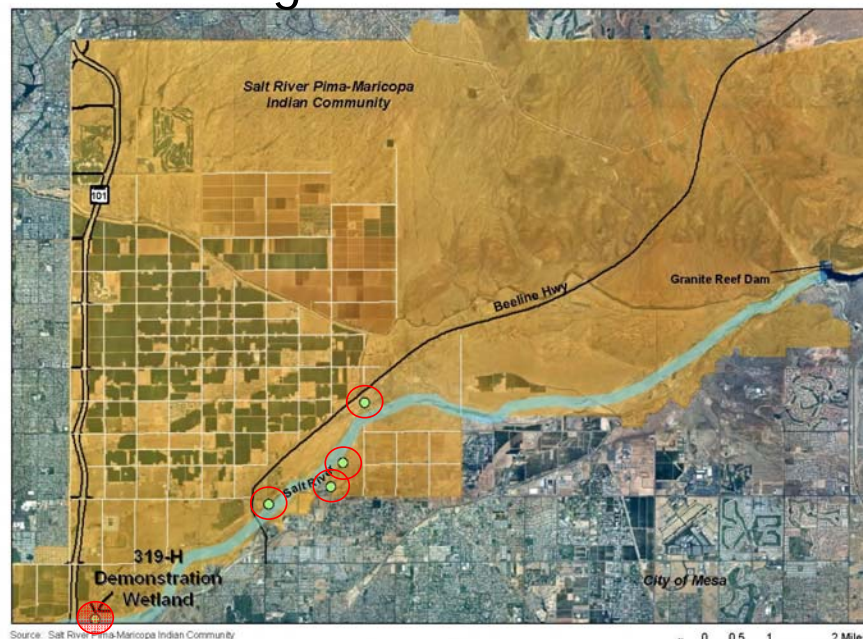 Salt River Pima-Maricopa
Indian Community
101
Granite Reef Dam
Beeline Hwy
Salt River
319-H
Demonstration
Wetland
City of Mesa
Source: Salt River Pima-Maricopa Indian Community
0 0.5 1 2 Mile